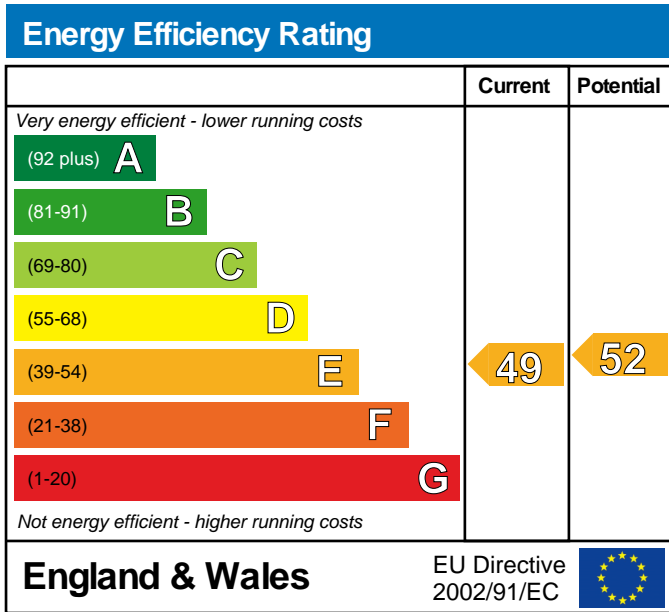 Energy Efficiency Rating
Current Potential
Very energy efficient - lower running costs
(92 plus) A
(81-91) B
(69-80) C
(55-68) D
(39-54) E
49 52
(21-38) F
(1-20) G
Not energy efficient - higher running costs
England & Wales
EU Directive
2002/91/EC